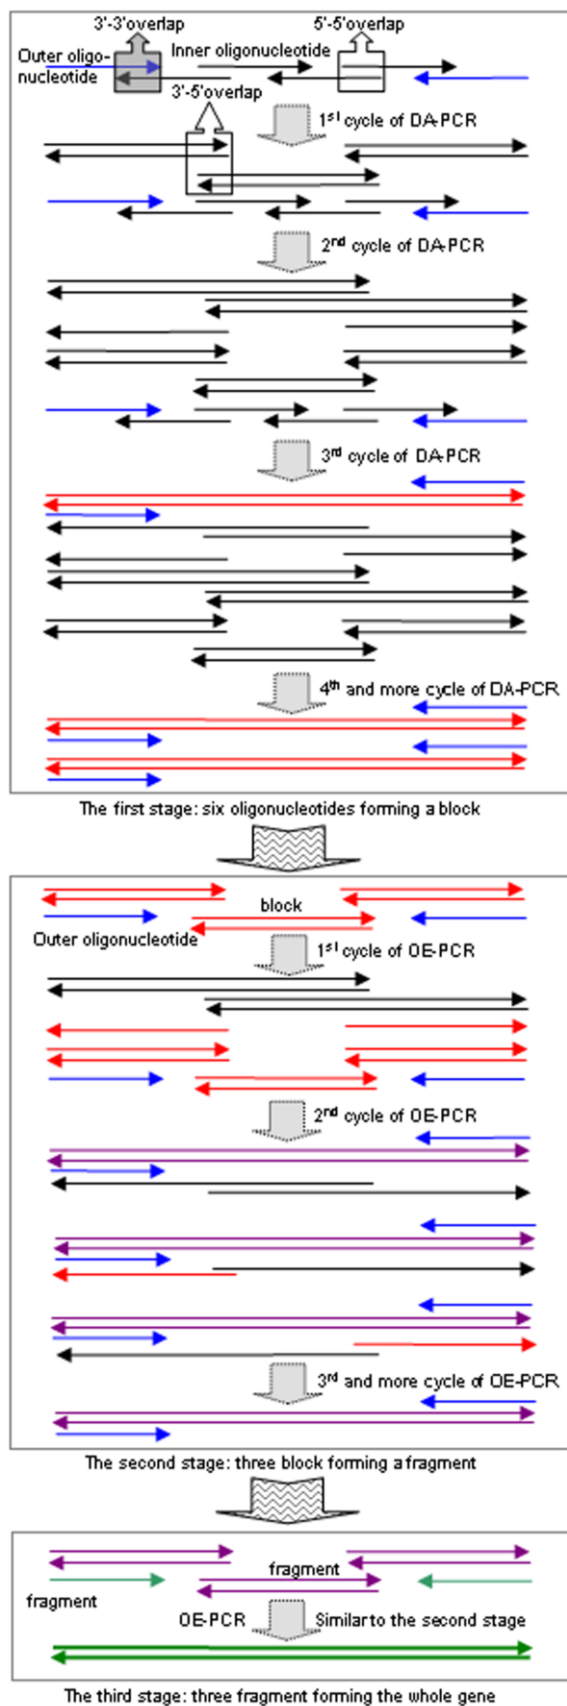 3'-3'overlap
5'-5'overlap
Outer oligo-
nucleotide
Inner oligonucleotide
3'-5'overlap
1st cycle of DA-PCR
2nd cycle of DA-PCR
3rd cycle of DA-PCR
4th and more cycle of DA-PCR
The first stage: six oligonucleotides forming a block
block
Outer oligonucleotide
1st cycle of OE-PCR
2nd cycle of OE-PCR
3rd and more cycle of OE-PCR
The second stage: three block forming a fragment
fragment
fragment
OE-PCR
Similar to the second stage
The third stage: three fragment forming the whole gene